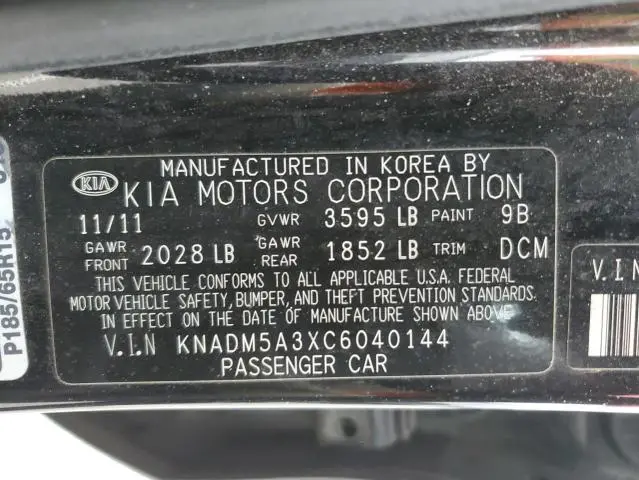 MANUFACTURED IN KOREA BY
KIA KIA MOTORS CORPORATION
11/11 GVWR 3595 LB PAINT 9B
GAWR FRONT 2028 LB GAWR REAR 1852 LB TRIM DCM
THIS VEHICLE CONFORMS TO ALL APPLICABLE U.S.A. FEDERAL
MOTOR VEHICLE SAFETY, BUMPER, AND THEFT PREVENTION STANDARDS
IN EFFECT ON THE DATE OF MANUFACTURE SHOWN ABOVE
V.I.N KNADM5A3XC6040144
PASSENGER CAR
P185/65R15
V.I.N